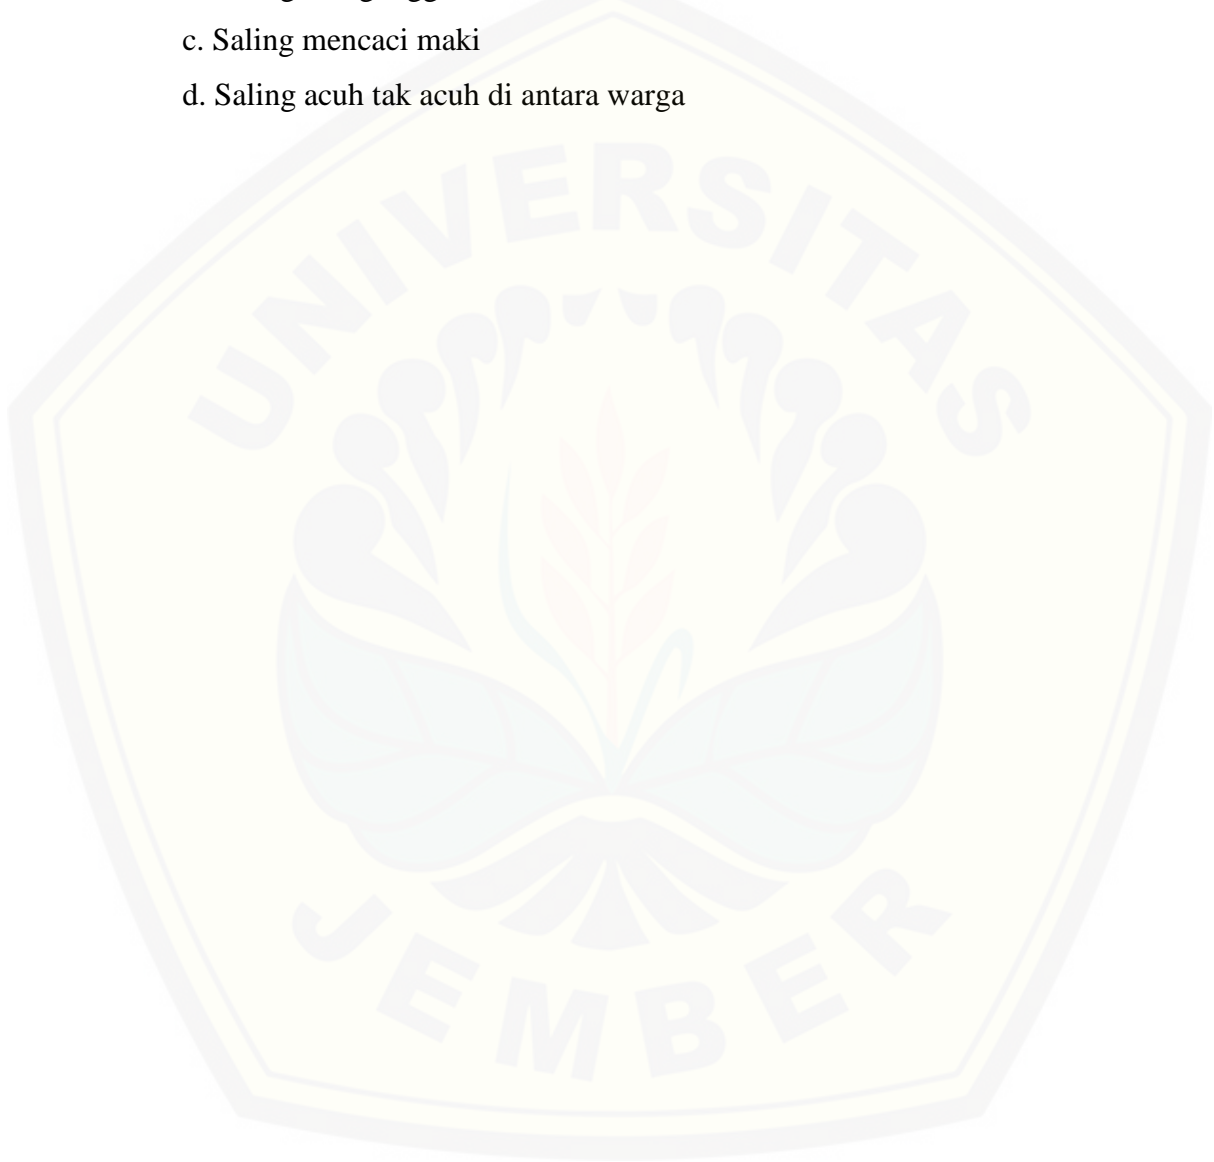 c. Saling mencaci maki
d. Saling acuh tak acuh di antara warga
UNIVERSITAS
JEMBER